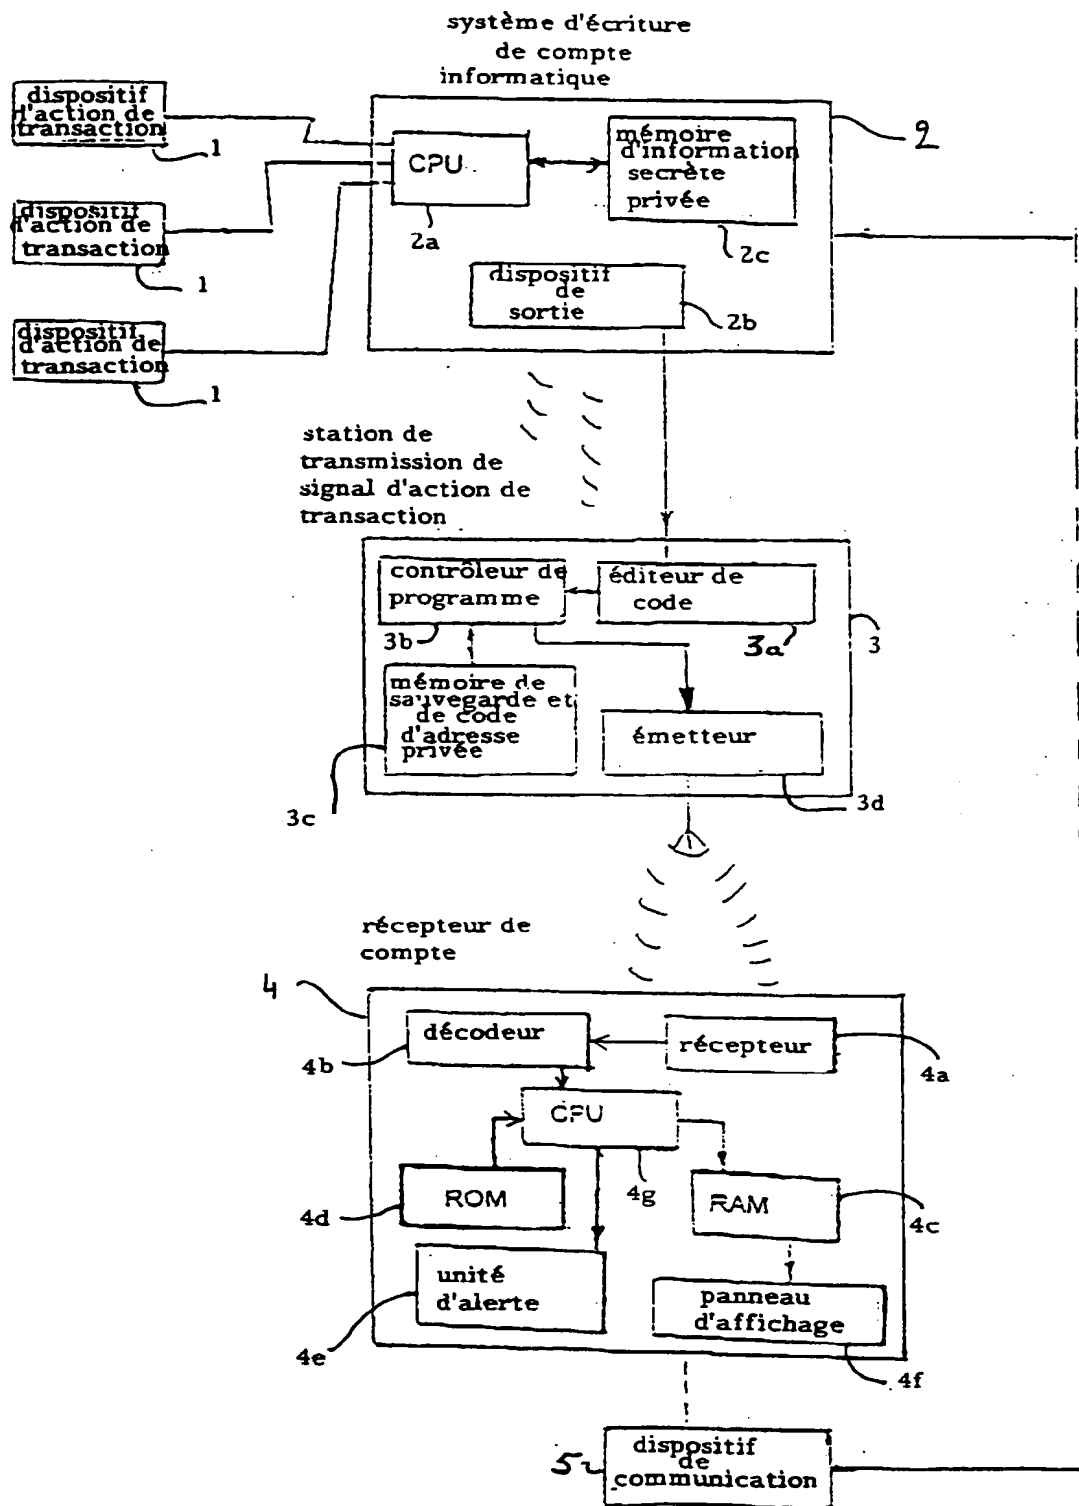 système d'écriture
de compte
informatique
dispositif
d'action de
transaction
1
dispositif
d'action de
transaction
1
dispositif
d'action de
transaction
1
CPU
2a
mémoire
d'information
secrète
privée
2c
2
dispositif
de
sortie
2b
station de
transmission de
signal d'action de
transaction
contrôleur de
programme
3b
éditeur de
code
3a
3
mémoire de
sauvegarde et
de code
d'adresse
privée
3c
émetteur
3d
récepteur de
compte
4
décodeur
4b
récepteur
4a
CPU
4g
ROM
4d
RAM
4c
unité
d'alerte
4e
panneau
d'affichage
4f
5
dispositif
de
communication